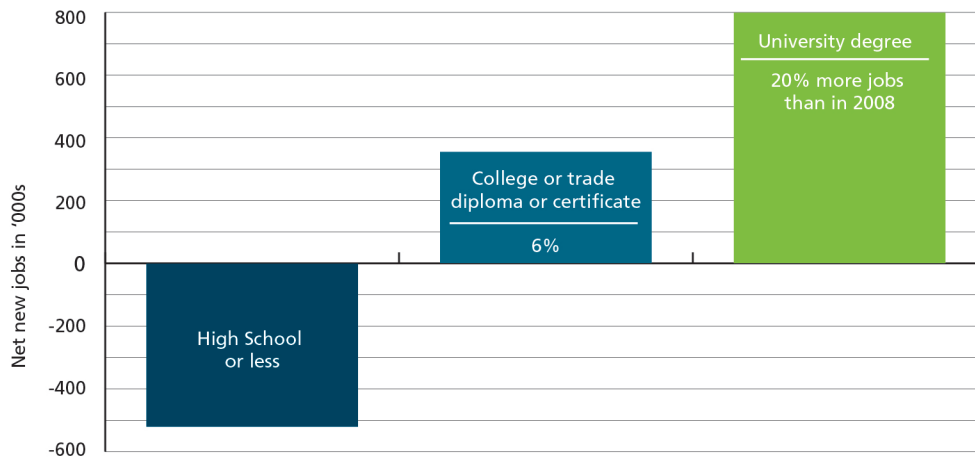 Net new jobs in ‘000s
800
600
400
200
0
-200
-400
-600
High School
or less
College or trade
diploma or certificate
6%
University degree
20% more jobs
than in 2008